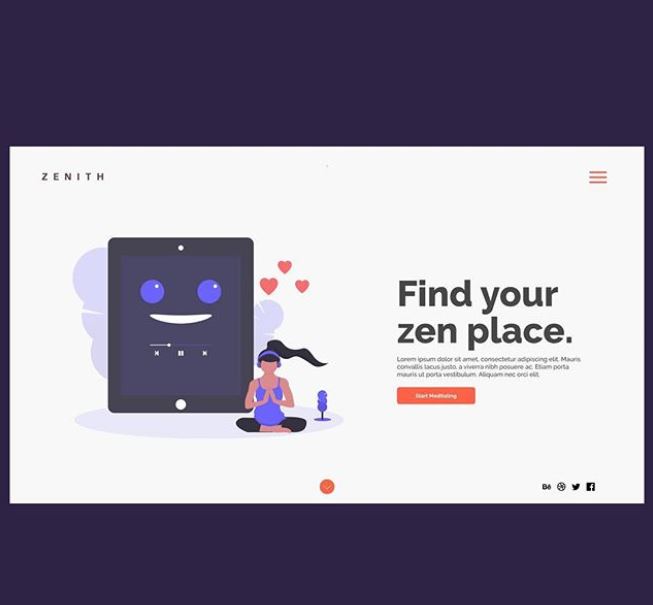 ZENITH
Find your
zen place.
Lorem ipsum dolor sit amet, consectetur adipiscing elit. Mauris
convallis lacus justo, a viverra nibh posuere ac. Etiam porta
mauris ut porta vestibulum. Aliquam nec orci elit.
Start Meditating
Bē